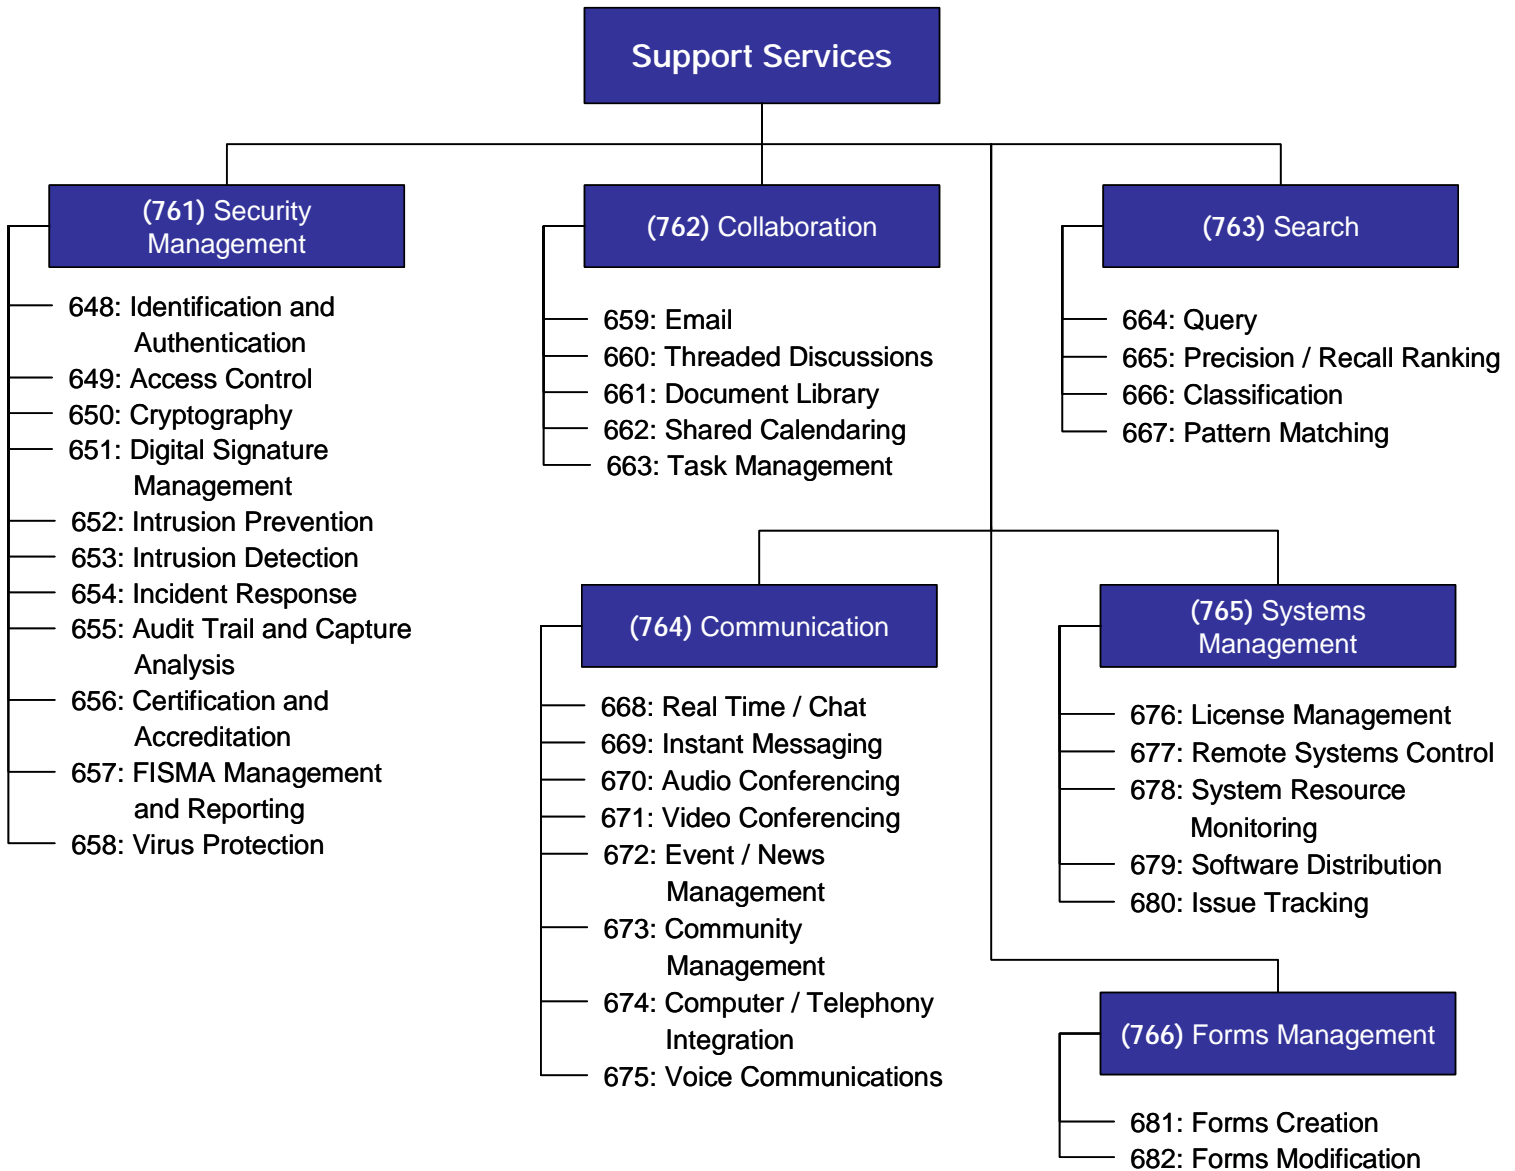 Support Services
(761) Security
Management
648: Identification and
Authentication
649: Access Control
650: Cryptography
651: Digital Signature
Management
652: Intrusion Prevention
653: Intrusion Detection
654: Incident Response
655: Audit Trail and Capture
Analysis
656: Certification and
Accreditation
657: FISMA Management
and Reporting
658: Virus Protection
(762) Collaboration
659: Email
660: Threaded Discussions
661: Document Library
662: Shared Calendaring
663: Task Management
(763) Search
664: Query
665: Precision / Recall Ranking
666: Classification
667: Pattern Matching
(764) Communication
668: Real Time / Chat
669: Instant Messaging
670: Audio Conferencing
671: Video Conferencing
672: Event / News
Management
673: Community
Management
674: Computer / Telephony
Integration
675: Voice Communications
(765) Systems
Management
676: License Management
677: Remote Systems Control
678: System Resource
Monitoring
679: Software Distribution
680: Issue Tracking
(766) Forms Management
681: Forms Creation
682: Forms Modification